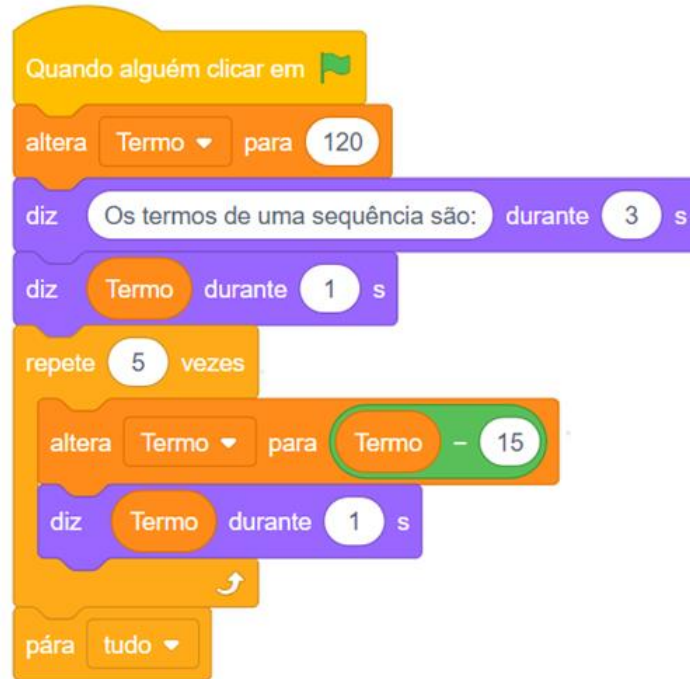 Quando alguém clicar em
altera Termo para 120
diz Os termos de uma sequência são: durante 3 s
diz Termo durante 1 s
repete 5 vezes
altera Termo para Termo - 15
diz Termo durante 1 s
pára tudo